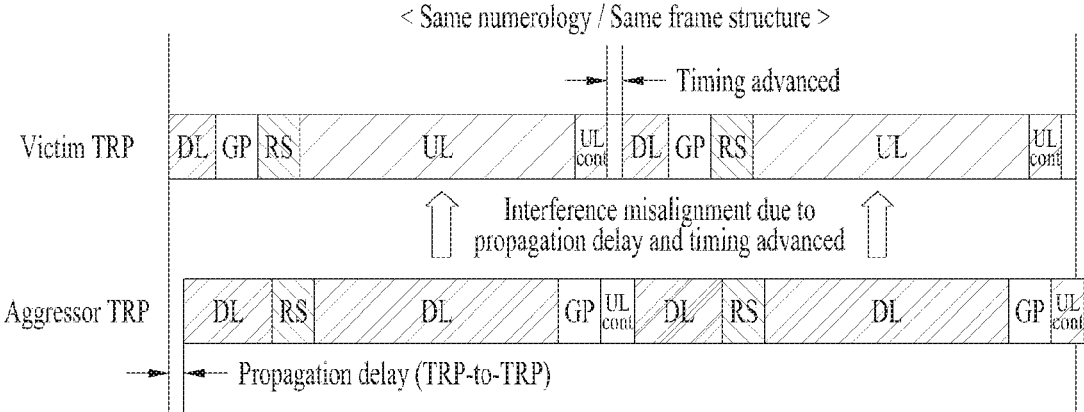 < Same numerology / Same frame structure >
Timing advanced
Victim TRP
DL GP RS UL UL cont DL GP RS UL UL cont
Interference misalignment due to
propagation delay and timing advanced
Aggressor TRP
DL RS DL GP UL cont DL RS DL GP UL cont
Propagation delay (TRP-to-TRP)